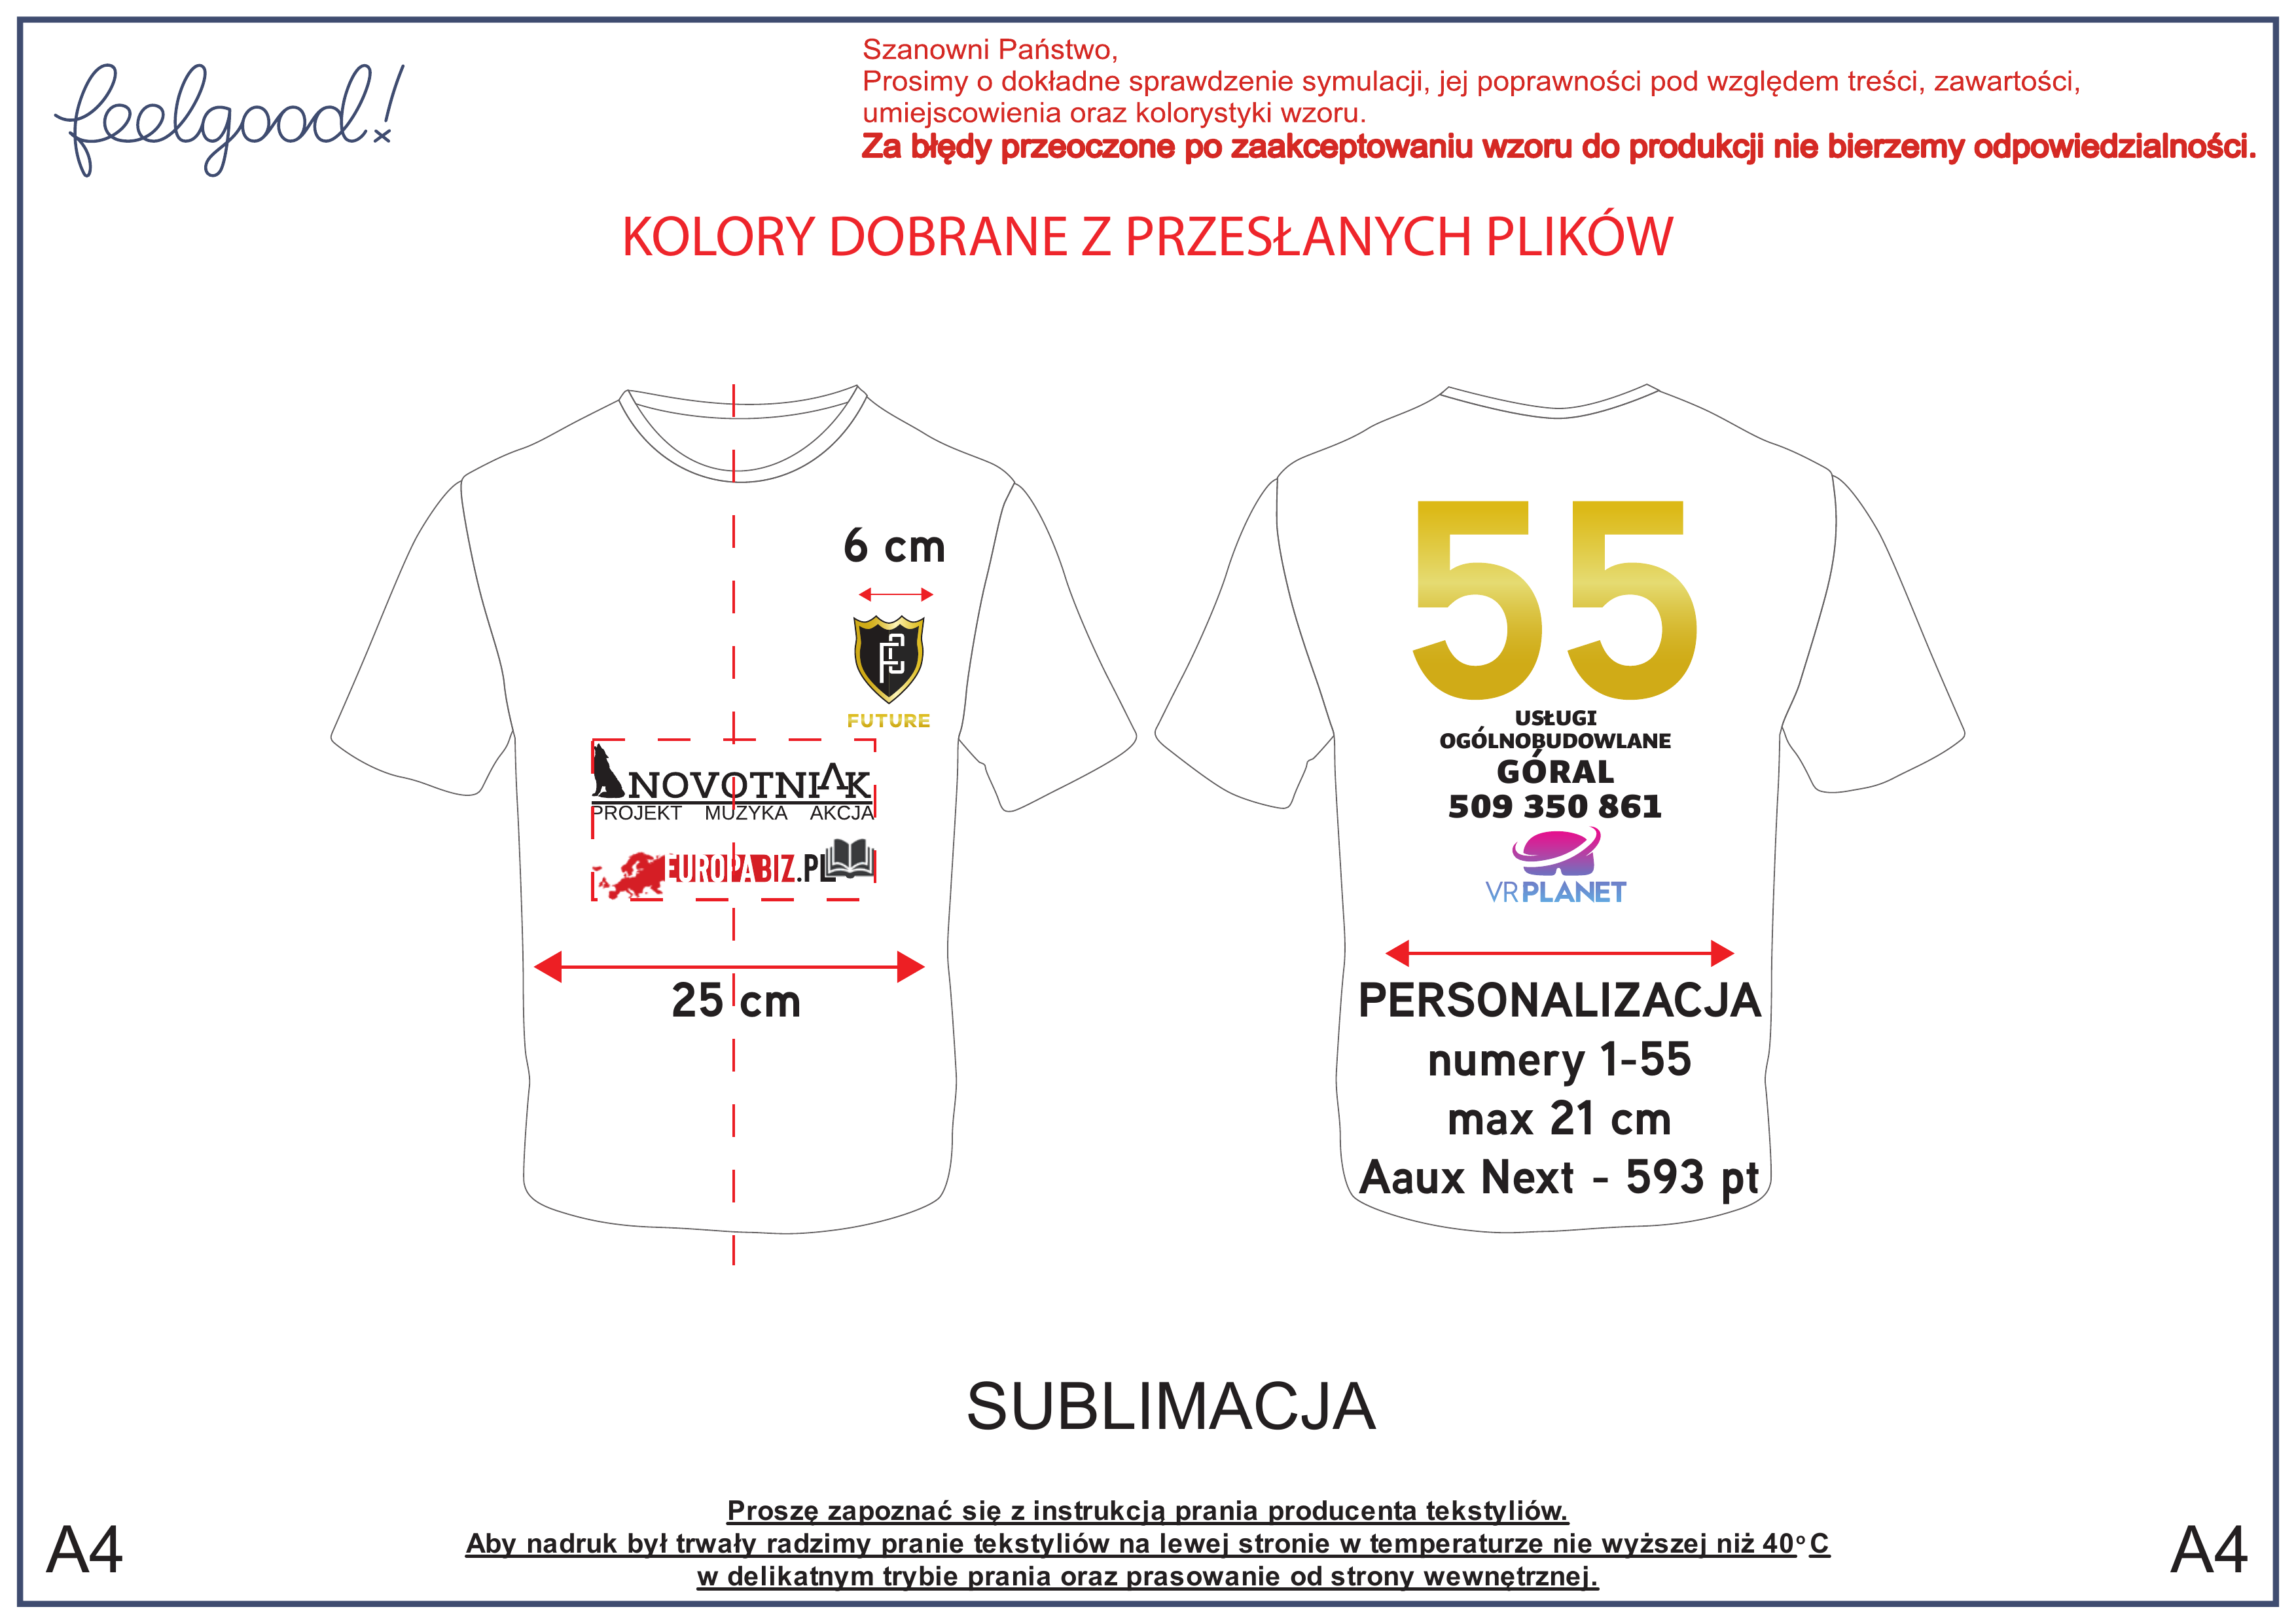 feelgood!
Szanowni Państwo,
Prosimy o dokładne sprawdzenie symulacji, jej poprawności pod względem treści, zawartości,
umiejscowienia oraz kolorystyki wzoru.
Za błędy przeoczone po zaakceptowaniu wzoru do produkcji nie bierzemy odpowiedzialności.
KOLORY DOBRANE Z PRZESŁANYCH PLIKÓW
6 cm
FUTURE
NOVOTNIAK
PROJEKT MUZYKA AKCJA
EUROPABIZ.PL
25 cm
55
USŁUGI
OGÓLNOBUDOWLANE
GÓRAL
509 350 861
VR PLANET
PERSONALIZACJA
numery 1-55
max 21 cm
Aaux Next - 593 pt
SUBLIMACJA
Proszę zapoznać się z instrukcją prania producenta tekstyliów.
Aby nadruk był trwały radzimy pranie tekstyliów na lewej stronie w temperaturze nie wyższej niż 40º C
w delikatnym trybie prania oraz prasowanie od strony wewnętrznej.
A4
A4